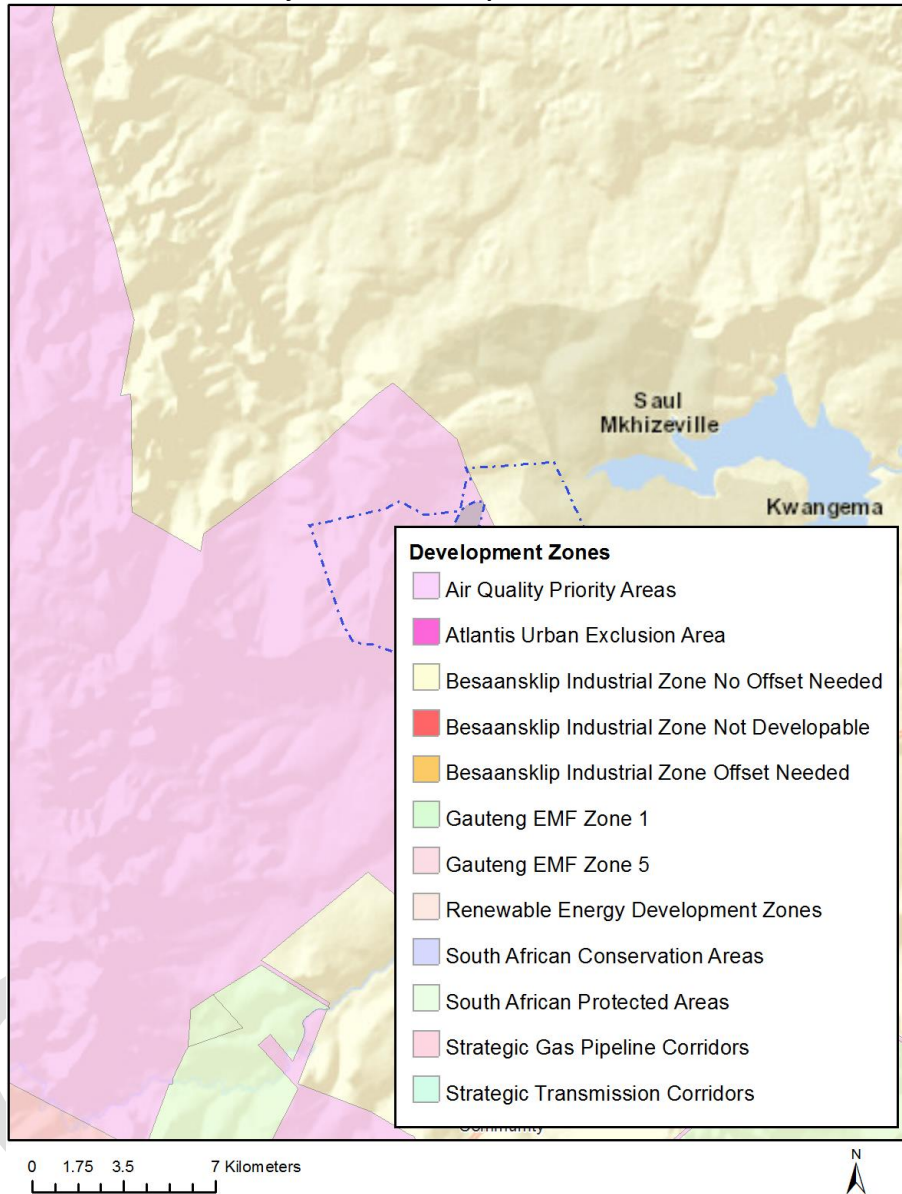 Saul
Mkhizeville
Kwangema
Development Zones
Air Quality Priority Areas
Atlantis Urban Exclusion Area
Besaansklip Industrial Zone No Offset Needed
Besaansklip Industrial Zone Not Developable
Besaansklip Industrial Zone Offset Needed
Gauteng EMF Zone 1
Gauteng EMF Zone 5
Renewable Energy Development Zones
South African Conservation Areas
South African Protected Areas
Strategic Gas Pipeline Corridors
Strategic Transmission Corridors
Community
0 1.75 3.5 7 Kilometers
N